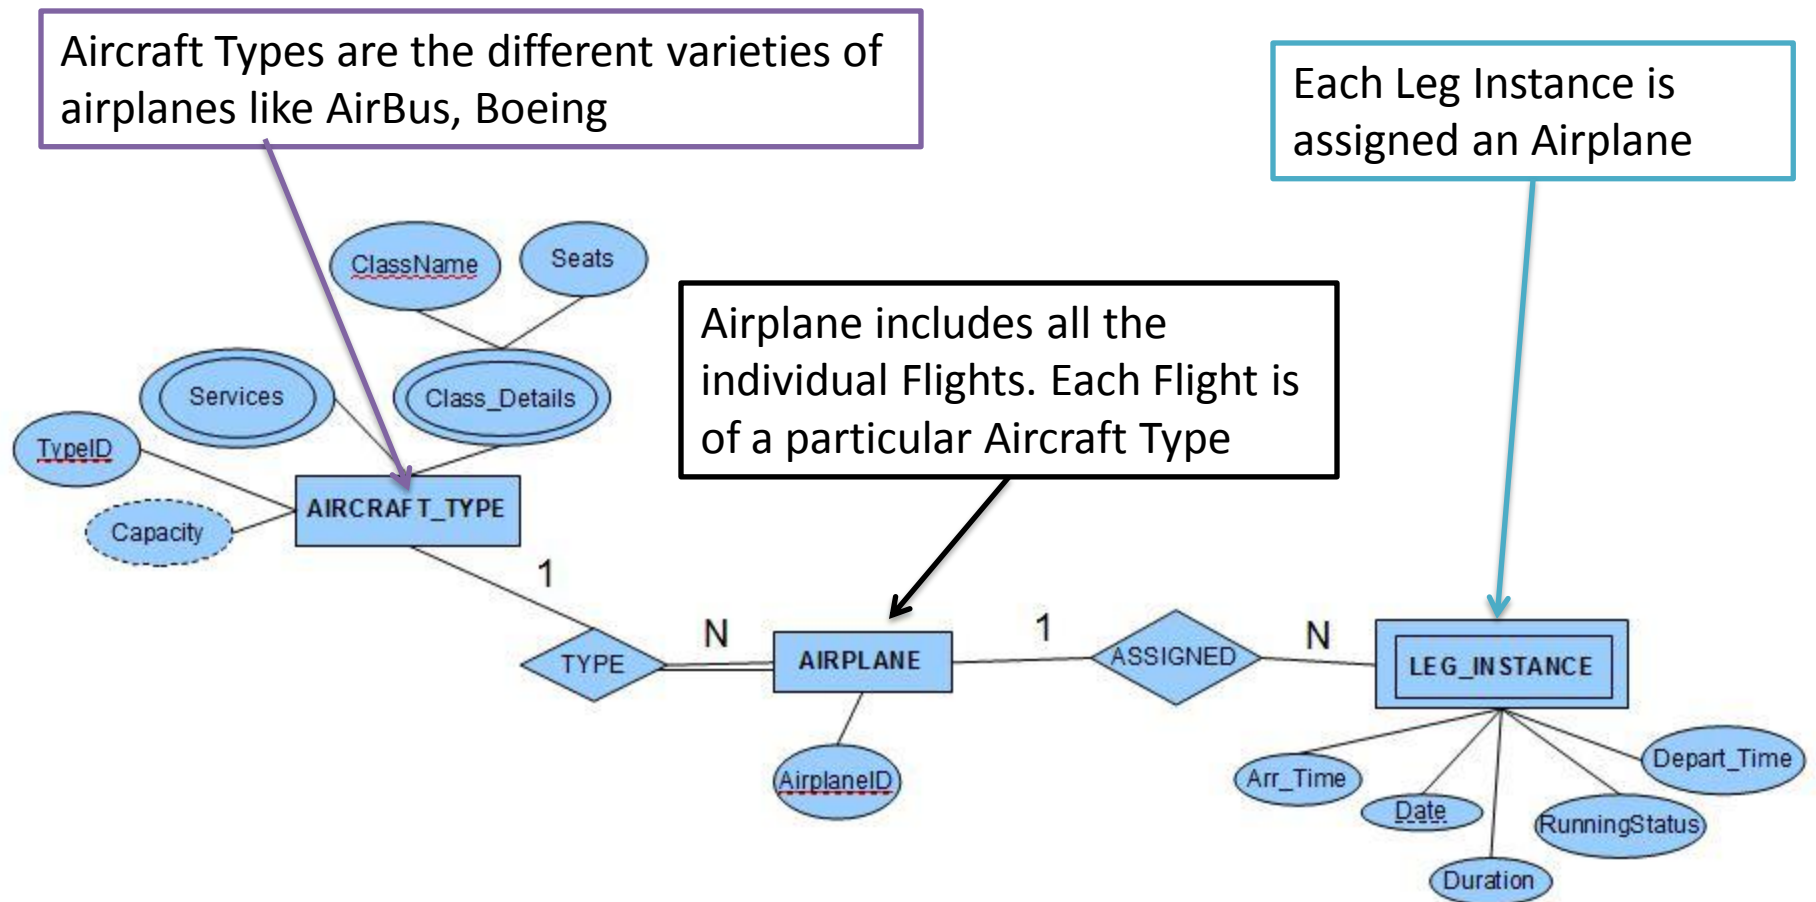 Aircraft Types are the different varieties of
airplanes like AirBus, Boeing
Each Leg Instance is
assigned an Airplane
ClassName
Seats
Airplane includes all the
individual Flights. Each Flight is
of a particular Aircraft Type
Services
Class_Details
TypeID
AIRCRAFT_TYPE
Capacity
1
N
1
N
TYPE
AIRPLANE
ASSIGNED
LEG_INSTANCE
AirplaneID
Arr_Time
Depart_Time
Date
RunningStatus
Duration